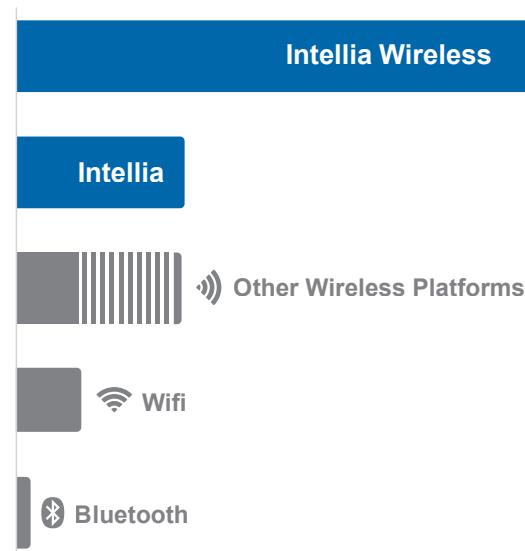 Intellia Wireless
Intellia
Other Wireless Platforms
Wifi
Bluetooth